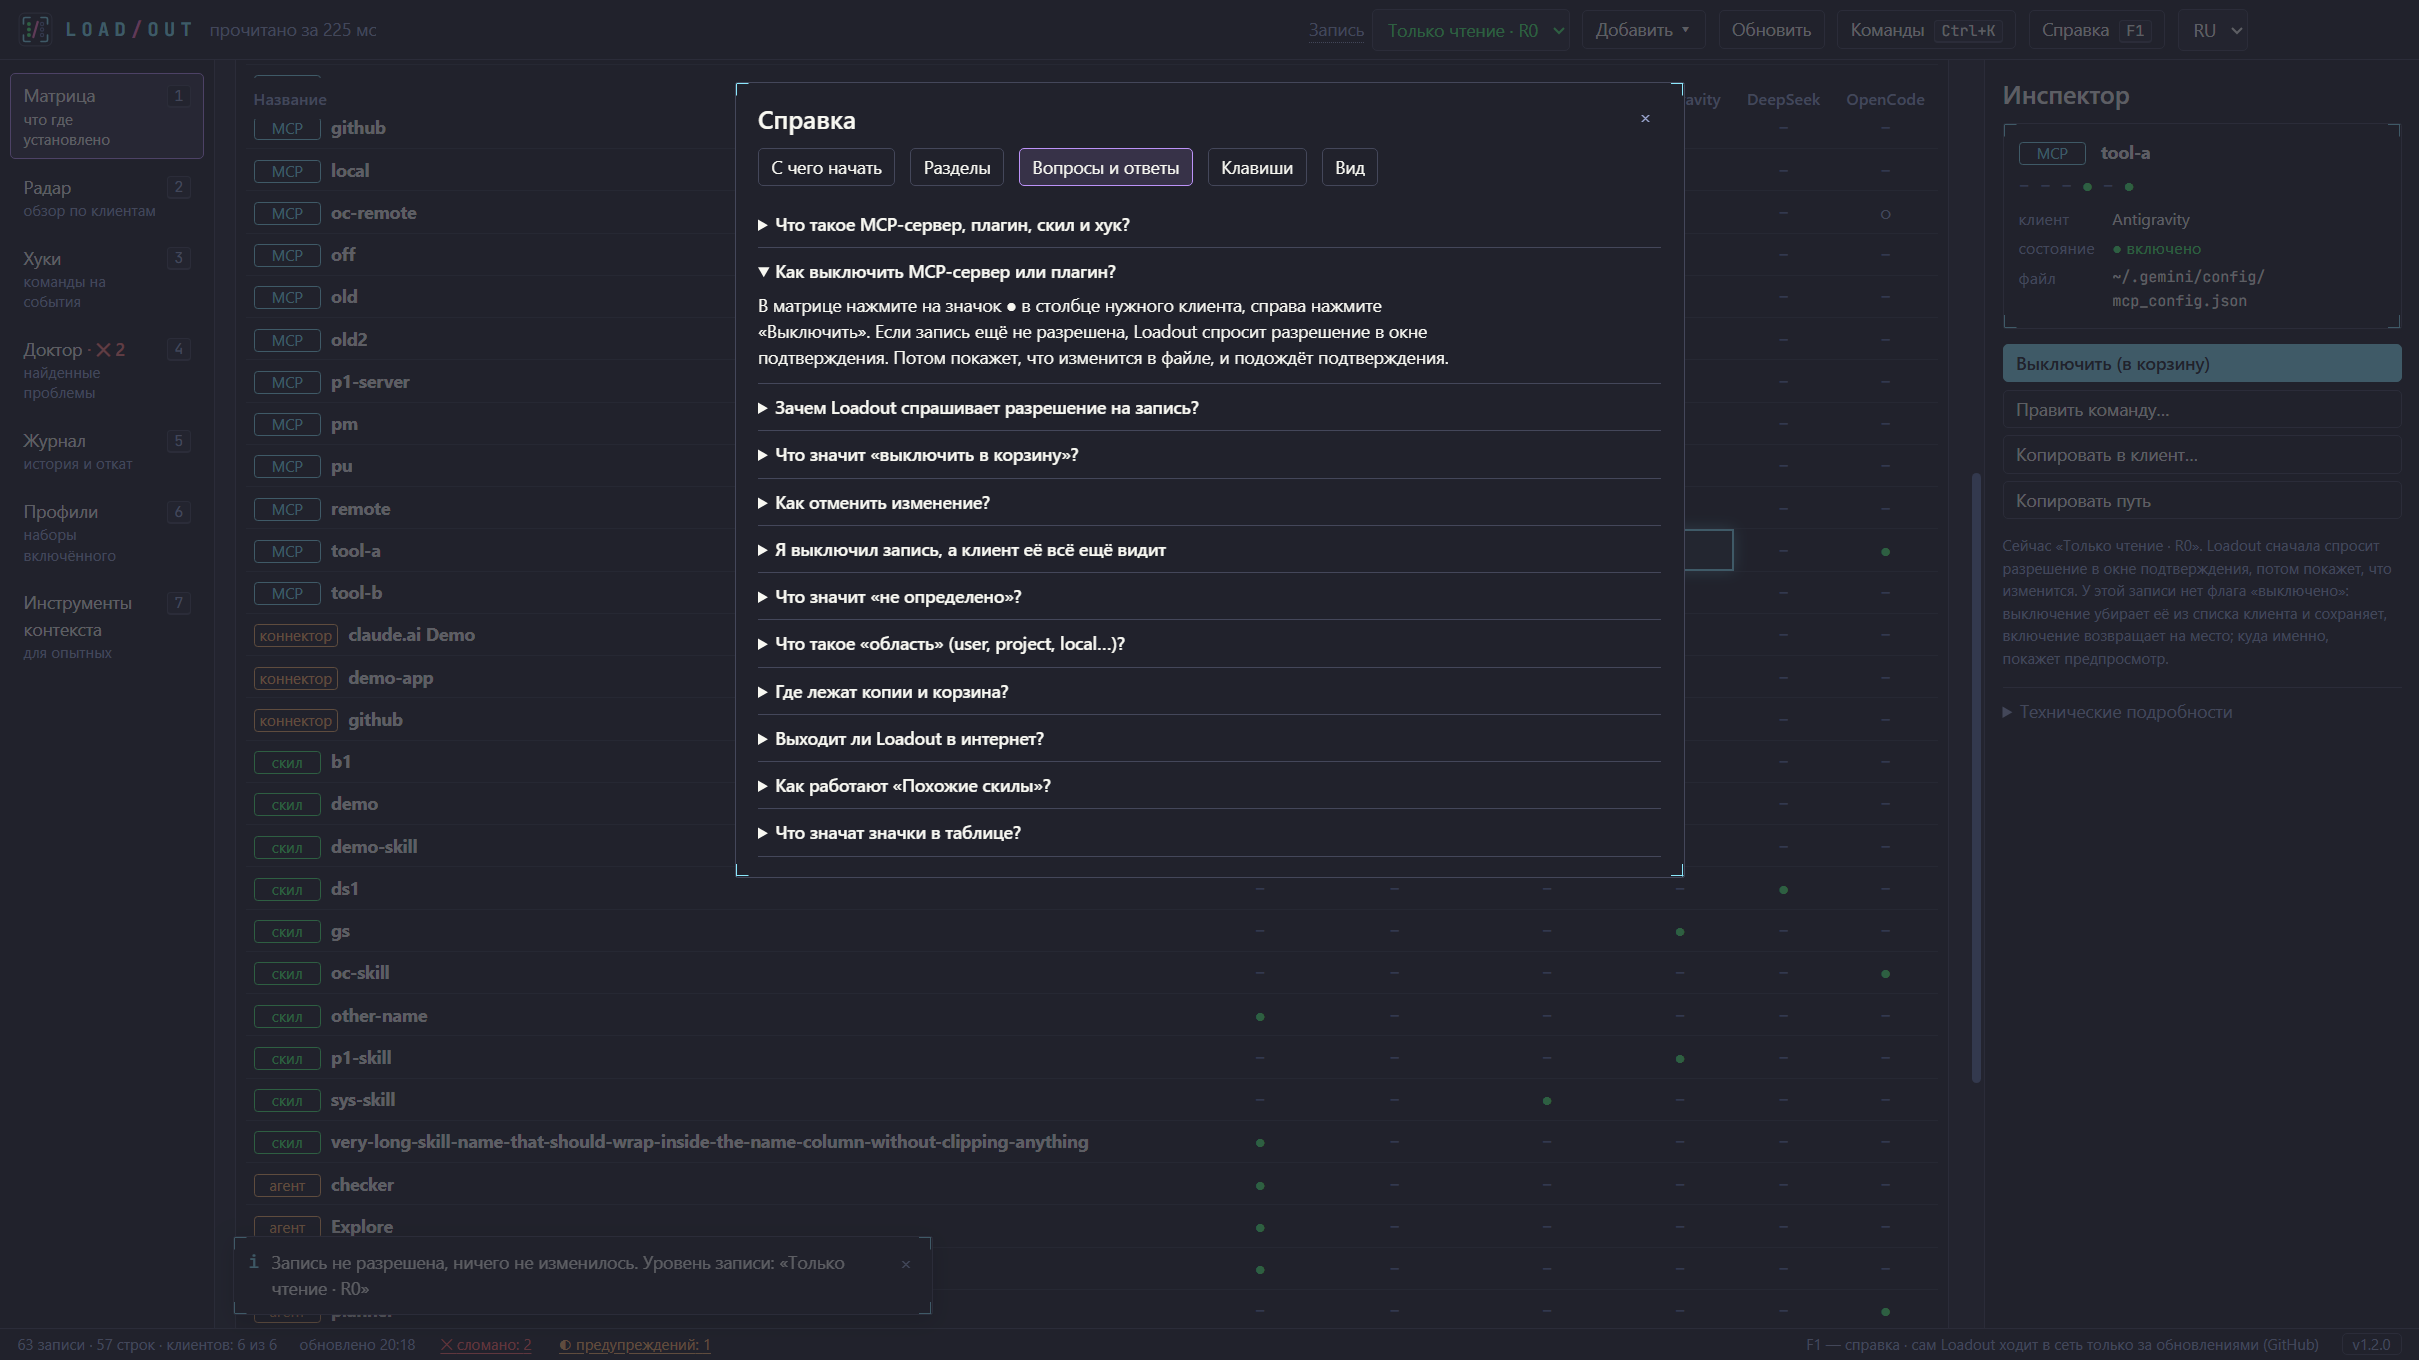 LOAD/OUT прочитано за 225 мс
Запись Только чтение · R0 Добавить Обновить Команды Ctrl+K Справка F1 RU
Матрица 1
что где
установлено
Радар 2
обзор по клиентам
Хуки 3
команды на
события
Доктор · ✕ 2 4
найденные
проблемы
Журнал 5
история и откат
Профили 6
наборы
включённого
Инструменты 7
контекста
для опытных
Название avity DeepSeek OpenCode
MCP github
MCP local
MCP oc-remote
MCP off
MCP old
MCP old2
MCP p1-server
MCP pm
MCP pu
MCP remote
MCP tool-a
MCP tool-b
коннектор claude.ai Demo
коннектор demo-app
коннектор github
скил b1
скил demo
скил demo-skill
скил ds1
скил gs
скил oc-skill
скил other-name
скил p1-skill
скил sys-skill
скил very-long-skill-name-that-should-wrap-inside-the-name-column-without-clipping-anything
агент checker
агент Explore
Справка ×
С чего начать Разделы Вопросы и ответы Клавиши Вид
Что такое MCP-сервер, плагин, скил и хук?
Как выключить MCP-сервер или плагин?
В матрице нажмите на значок ● в столбце нужного клиента, справа нажмите
«Выключить». Если запись ещё не разрешена, Loadout спросит разрешение в окне
подтверждения. Потом покажет, что изменится в файле, и подождёт подтверждения.
Зачем Loadout спрашивает разрешение на запись?
Что значит «выключить в корзину»?
Как отменить изменение?
Я выключил запись, а клиент её всё ещё видит
Что значит «не определено»?
Что такое «область» (user, project, local…)?
Где лежат копии и корзина?
Выходит ли Loadout в интернет?
Как работают «Похожие скилы»?
Что значат значки в таблице?
i Запись не разрешена, ничего не изменилось. Уровень записи: «Только ×
чтение · R0»
Инспектор
MCP tool-a
клиент Antigravity
состояние ● включено
файл ~/.gemini/config/
mcp_config.json
Выключить (в корзину)
Править команду…
Копировать в клиент…
Копировать путь
Сейчас «Только чтение · R0». Loadout сначала спросит
разрешение в окне подтверждения, потом покажет, что
изменится. У этой записи нет флага «выключено»:
выключение убирает её из списка клиента и сохраняет,
включение возвращает на место; куда именно,
покажет предпросмотр.
Технические подробности
63 записи · 57 строк · клиентов: 6 из 6 обновлено 20:18 ✕ сломано: 2 ◐ предупреждений: 1
F1 — справка · сам Loadout ходит в сеть только за обновлениями (GitHub) v1.2.0